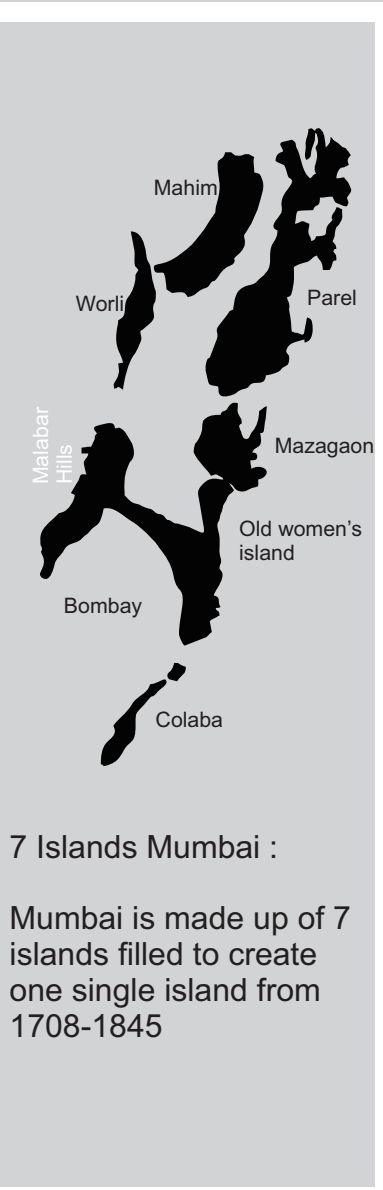 Mahim
Worli
Parel
Malabar
Hills
Mazagaon
Old women's
island
Bombay
Colaba
7 Islands Mumbai :
Mumbai is made up of 7
islands filled to create
one single island from
1708-1845